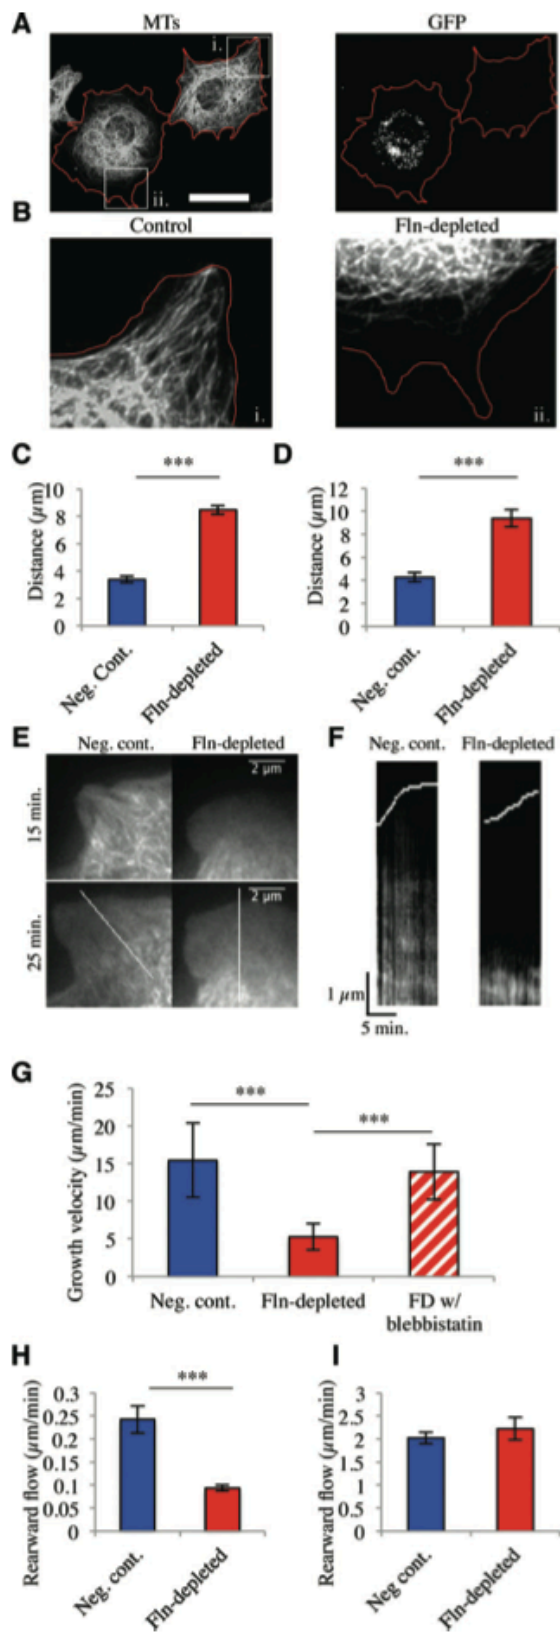 A
MTs
GFP
i.
ii.
B
Control
Fln-depleted
i.
ii.
C
***
Distance (μm)
10
8
6
4
2
0
Neg. Cont.
Fln-depleted
D
***
Distance (μm)
12
10
8
6
4
2
0
Neg. cont.
Fln-depleted
E
Neg. cont.
Fln-depleted
15 min.
2 μm
25 min.
2 μm
F
Neg. cont.
Fln-depleted
1 μm
5 min.
G
***
***
Growth velocity (μm/min)
25
20
15
10
5
0
Neg. cont.
Fln-depleted
FD w/
blebbistatin
H
***
Rearward flow (μm/min)
0.3
0.25
0.2
0.1
0.05
0
Neg. cont.
Fln-depleted
I
Rearward flow (μm/min)
3
2.5
2
1.5
1
0.5
0
Neg cont.
Fln-depleted